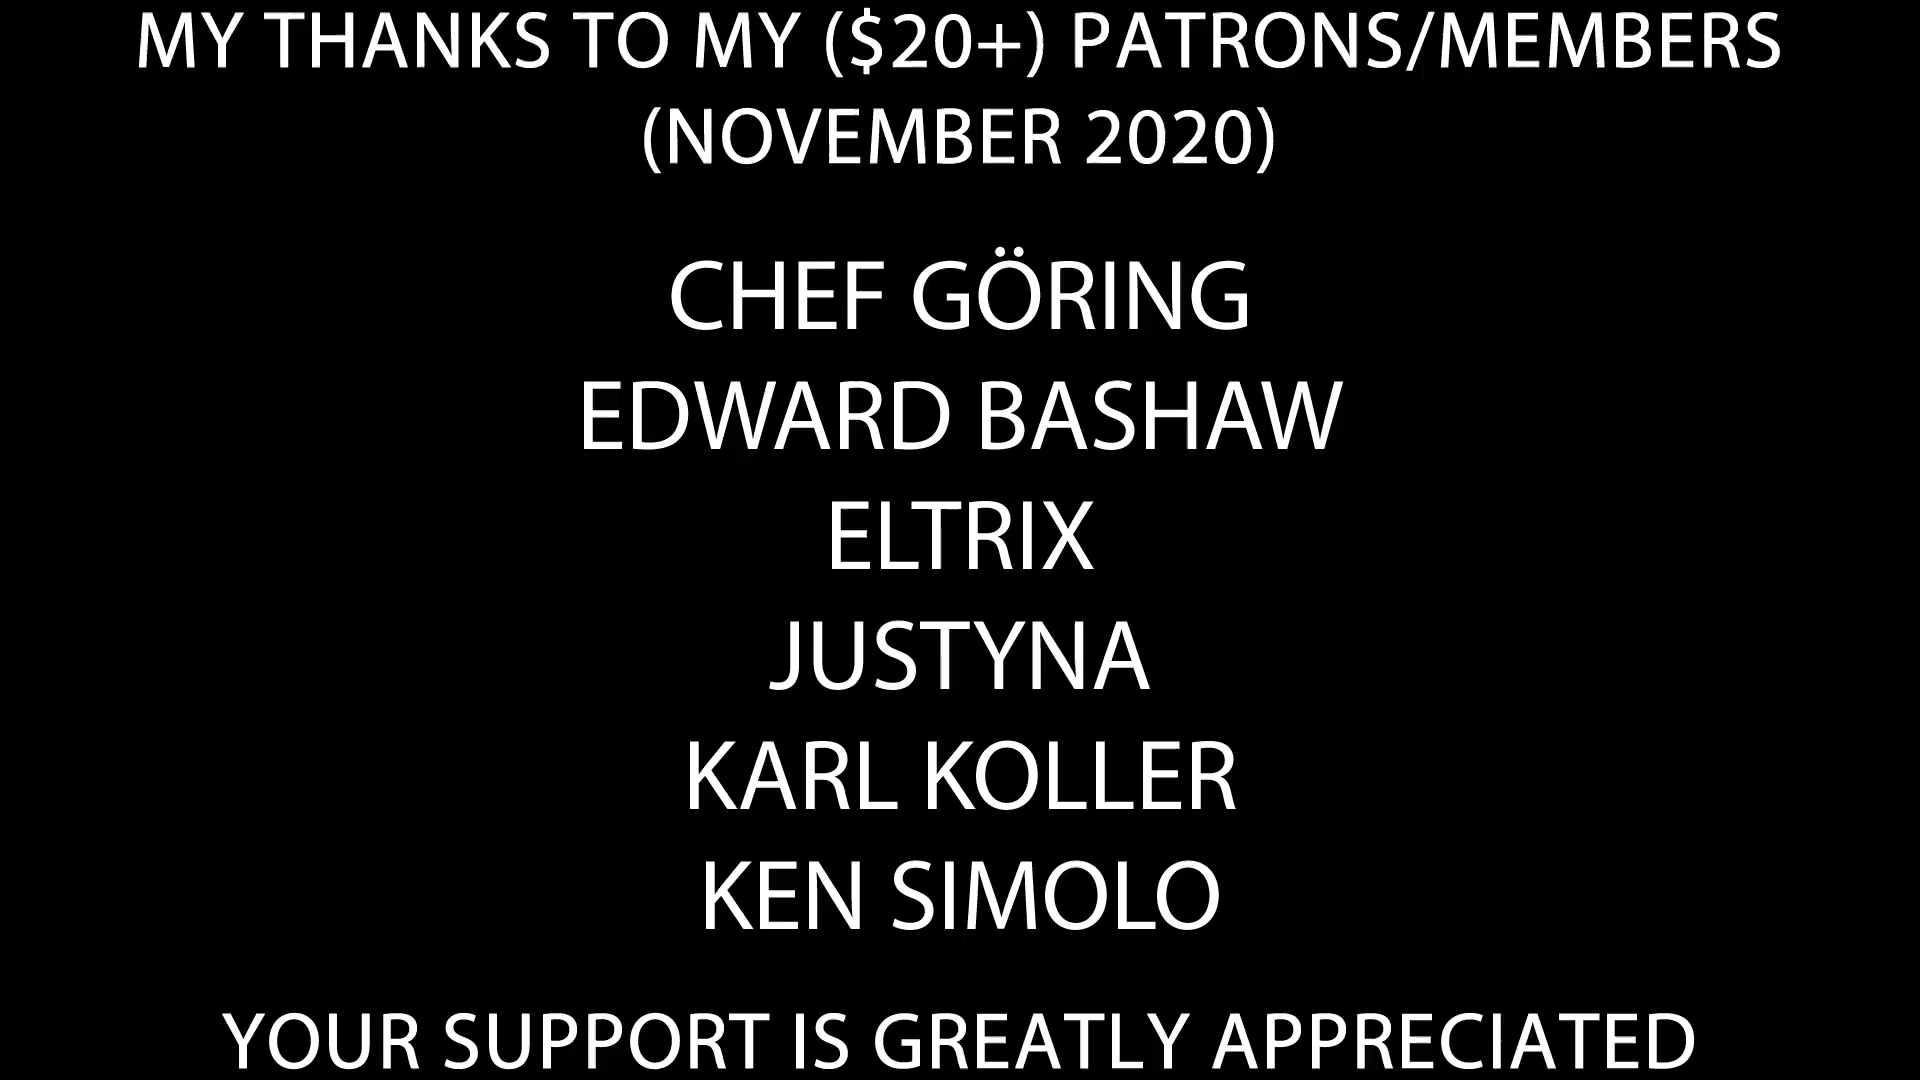 MY THANKS TO MY ($20+) PATRONS/MEMBERS
(NOVEMBER 2020)
CHEF GÖRING
EDWARD BASHAW
ELTRIX
JUSTYNA
KARL KOLLER
KEN SIMOLO
YOUR SUPPORT IS GREATLY APPRECIATED